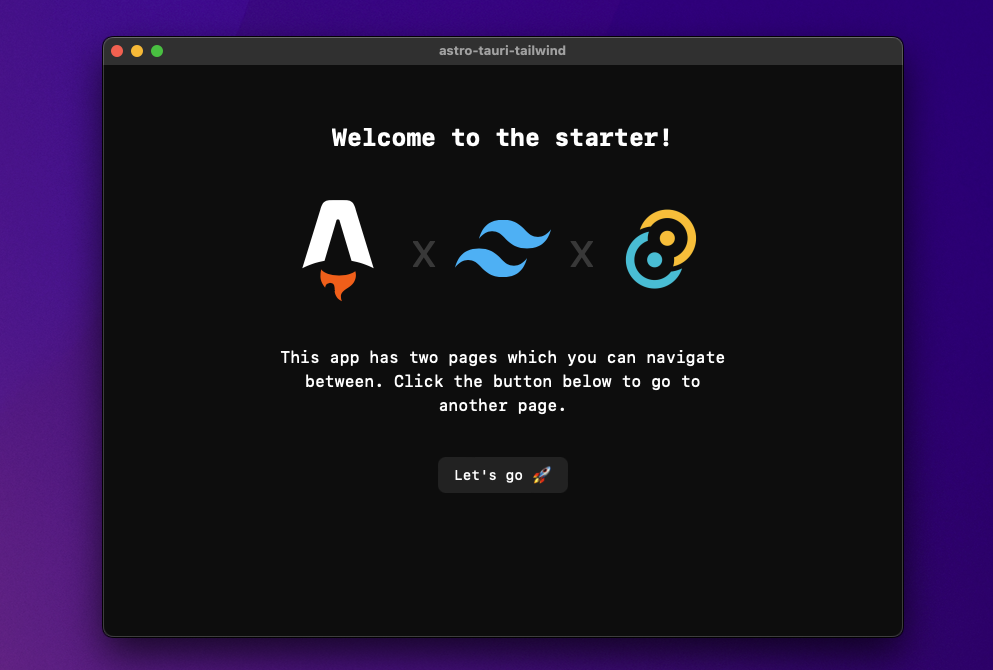 astro-tauri-tailwind
Welcome to the starter!
X X
This app has two pages which you can navigate
between. Click the button below to go to
another page.
Let's go 🚀